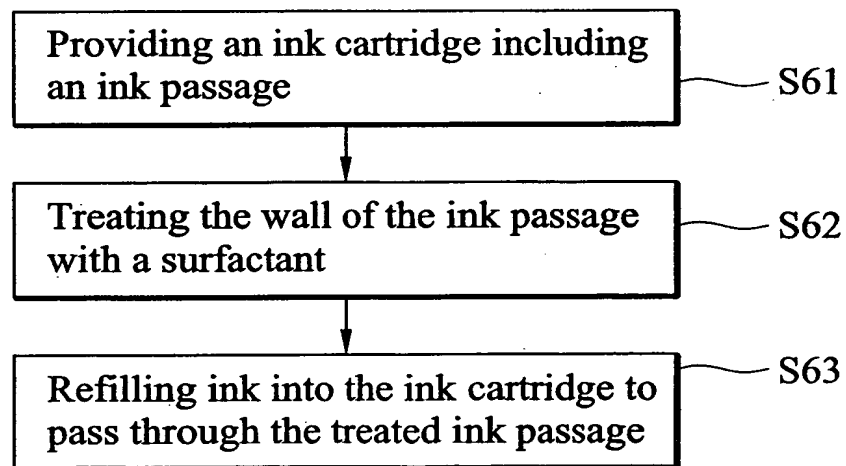 Providing an ink cartridge including
an ink passage
S61
Treating the wall of the ink passage
with a surfactant
S62
Refilling ink into the ink cartridge to
pass through the treated ink passage
S63